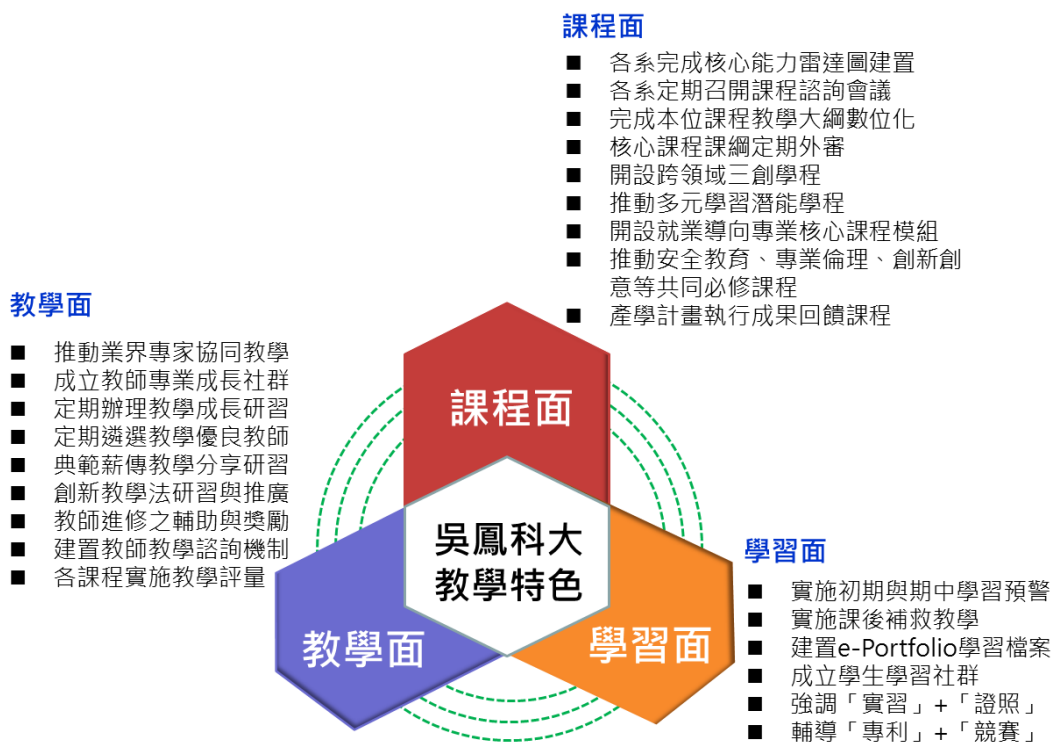 課程面
■ 各系完成核心能力雷達圖建置
■ 各系定期召開課程諮詢會議
■ 完成本位課程教學大綱數位化
■ 核心課程課綱定期外審
■ 開設跨領域三創學程
■ 推動多元學習潛能學程
■ 開設就業導向專業核心課程模組
■ 推動安全教育、專業倫理、創新創
意等共同必修課程
■ 產學計畫執行成果回饋課程
教學面
■ 推動業界專家協同教學
■ 成立教師專業成長社群
■ 定期辦理教學成長研習
■ 定期遴選教學優良教師
■ 典範薪傳教學分享研習
■ 創新教學法研習與推廣
■ 教師進修之輔助與獎勵
■ 建置教師教學諮詢機制
■ 各課程實施教學評量
課程面
吳鳳科大
教學特色
教學面
學習面
學習面
■ 實施初期與期中學習預警
■ 實施課後補救教學
■ 建置e-Portfolio學習檔案
■ 成立學生學習社群
■ 強調「實習」+「證照」
■ 輔導「專利」+「競賽」